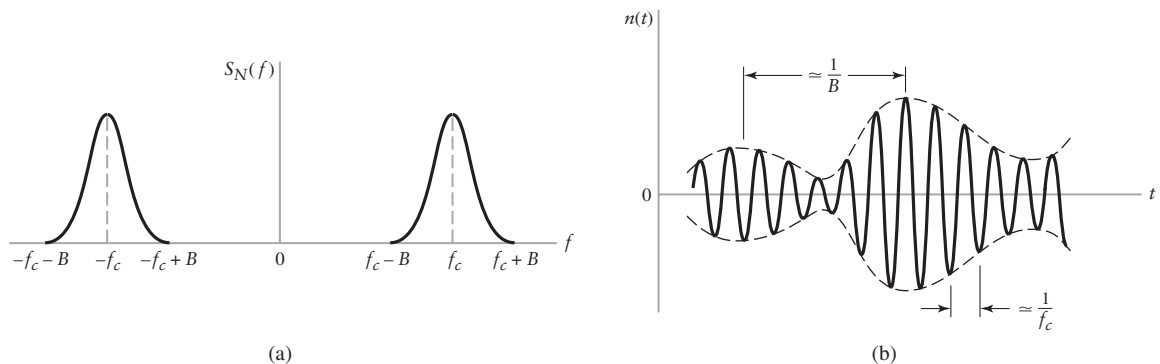 S_N(f)
−f_c − B
−f_c
−f_c + B
0
f_c − B
f_c
f_c + B
f
(a)
n(t)
≃ 1/B
0
t
≃ 1/f_c
(b)